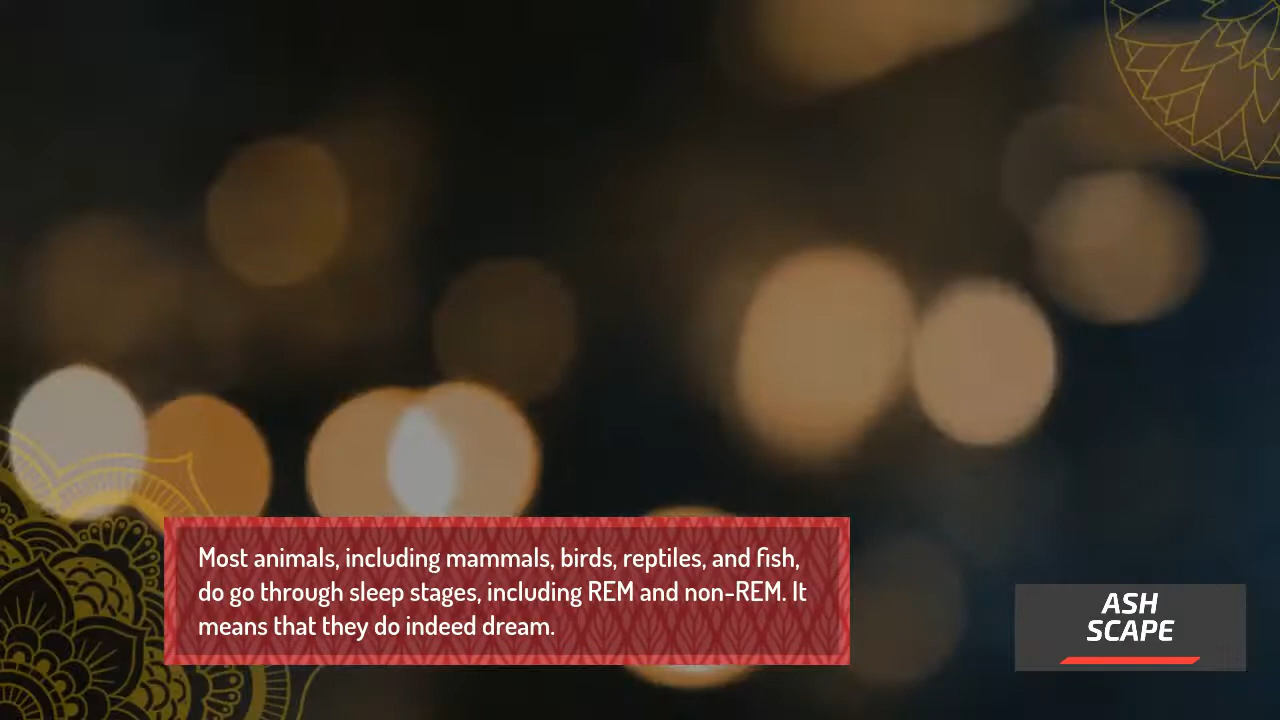 Most animals, including mammals, birds, reptiles, and fish,
do go through sleep stages, including REM and non-REM. It
means that they do indeed dream.
ASH
SCAPE